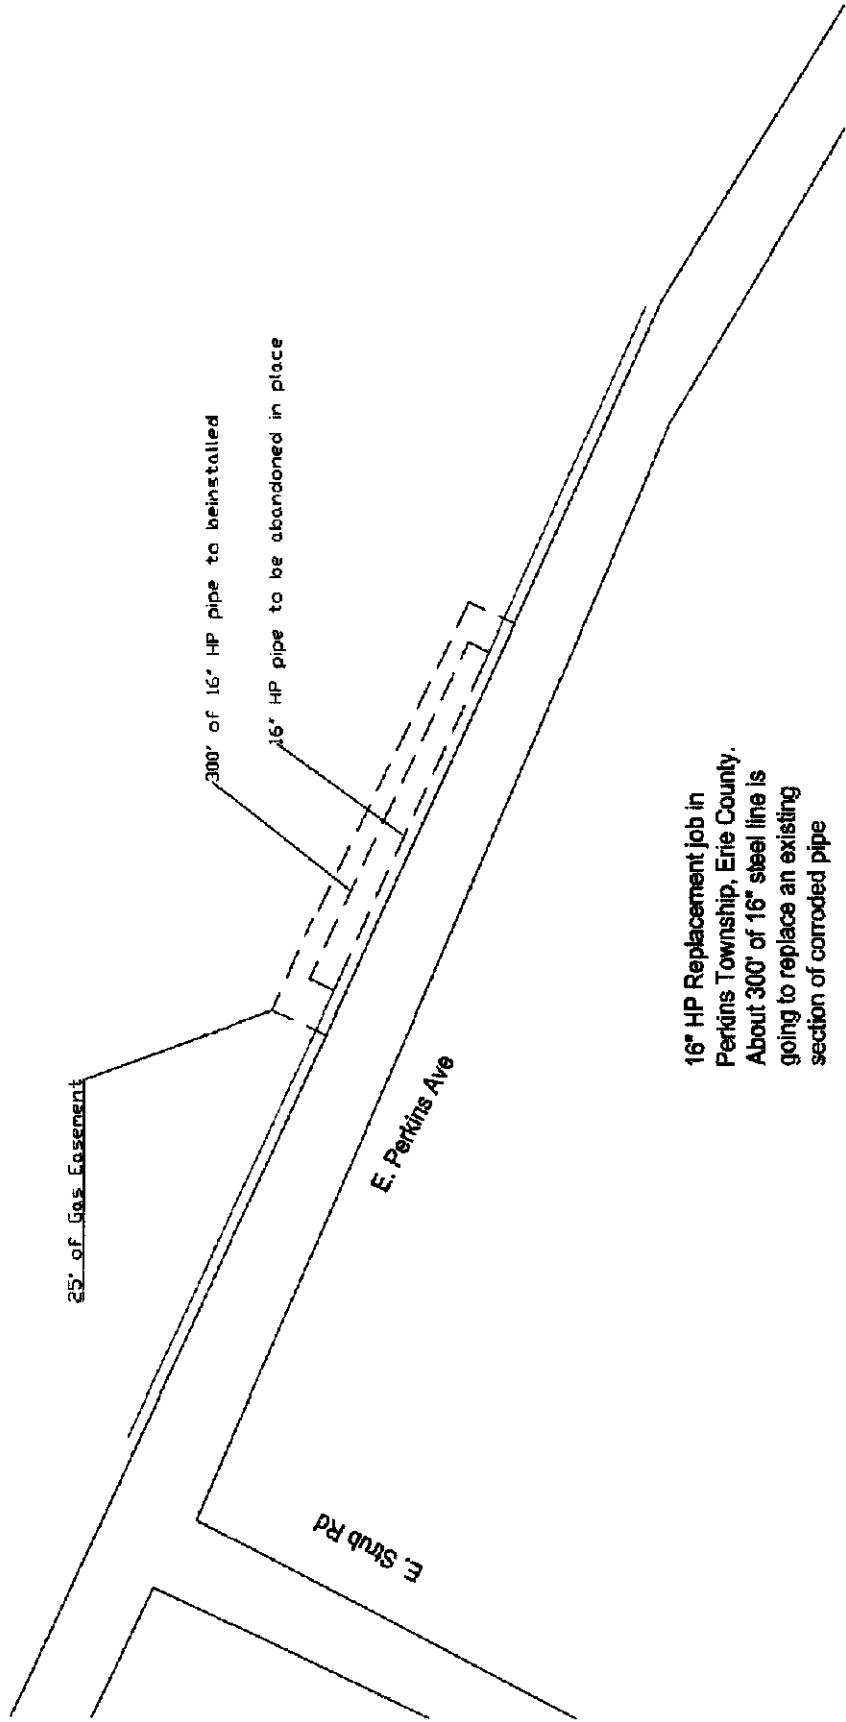 25' of Gas Easement
300' of 16" HP pipe to beinstalled
16" HP pipe to be abandoned in place
E. Perkins Ave
E. Strub Rd
16" HP Replacement job in
Perkins Township, Erie County.
About 300' of 16" steel line is
going to replace an existing
section of corroded pipe